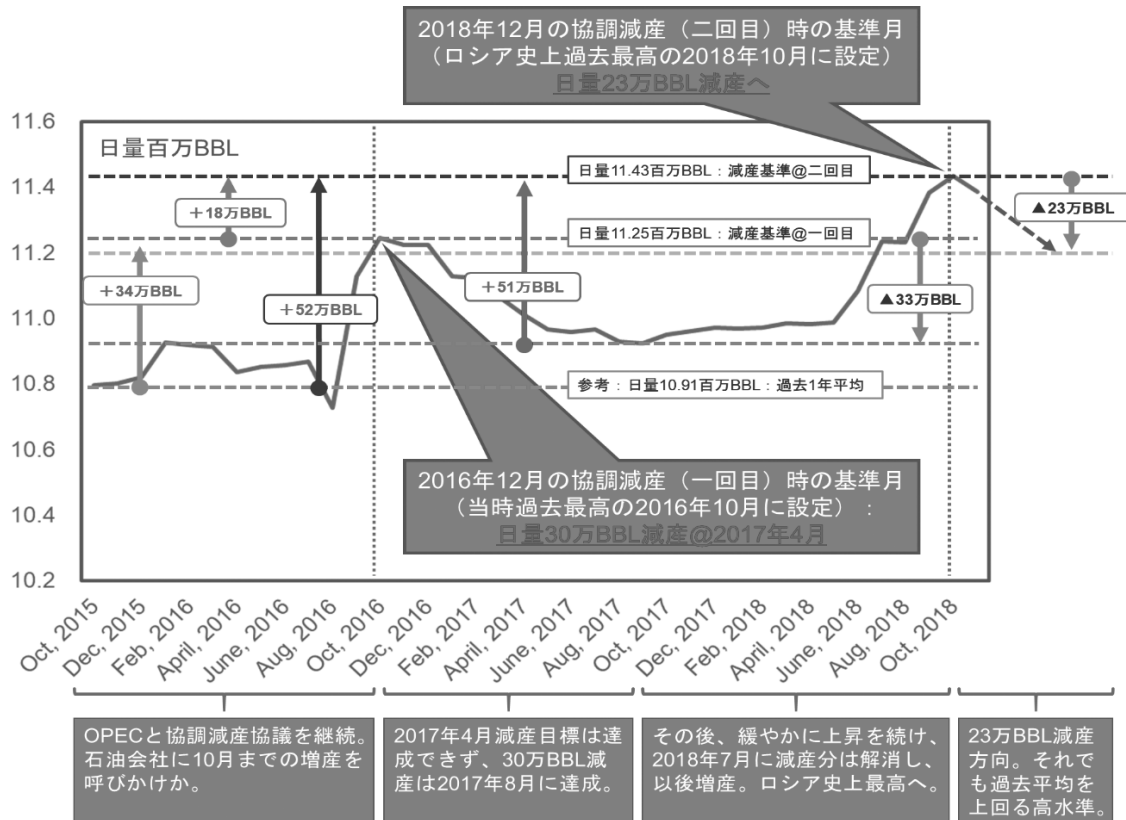 2018年12月の協調減産（二回目）時の基準月
（ロシア史上過去最高の2018年10月に設定）
日量23万BBL減産へ
11.6
11.4
11.2
11.0
10.8
10.6
10.4
10.2
日量百万BBL
日量11.43百万BBL：減産基準@二回目
＋18万BBL
▲23万BBL
日量11.25百万BBL：減産基準@一回目
＋34万BBL
＋52万BBL
＋51万BBL
▲33万BBL
参考：日量10.91百万BBL：過去1年平均
2016年12月の協調減産（一回目）時の基準月
（当時過去最高の2016年10月に設定）：
日量30万BBL減産@2017年4月
Oct, 2015
Dec, 2015
Feb, 2016
April, 2016
June, 2016
Aug, 2016
Oct, 2016
Dec, 2016
Feb, 2017
April, 2017
June, 2017
Aug, 2017
Oct, 2017
Dec, 2017
Feb, 2018
April, 2018
June, 2018
Aug, 2018
Oct, 2018
OPECと協調減産協議を継続。
石油会社に10月までの増産を
呼びかけか。
2017年4月減産目標は達
成できず、30万BBL減
産は2017年8月に達成。
その後、緩やかに上昇を続け、
2018年7月に減産分は解消し、
以後増産。ロシア史上最高へ。
23万BBL減産
方向。それで
も過去平均を
上回る高水準。